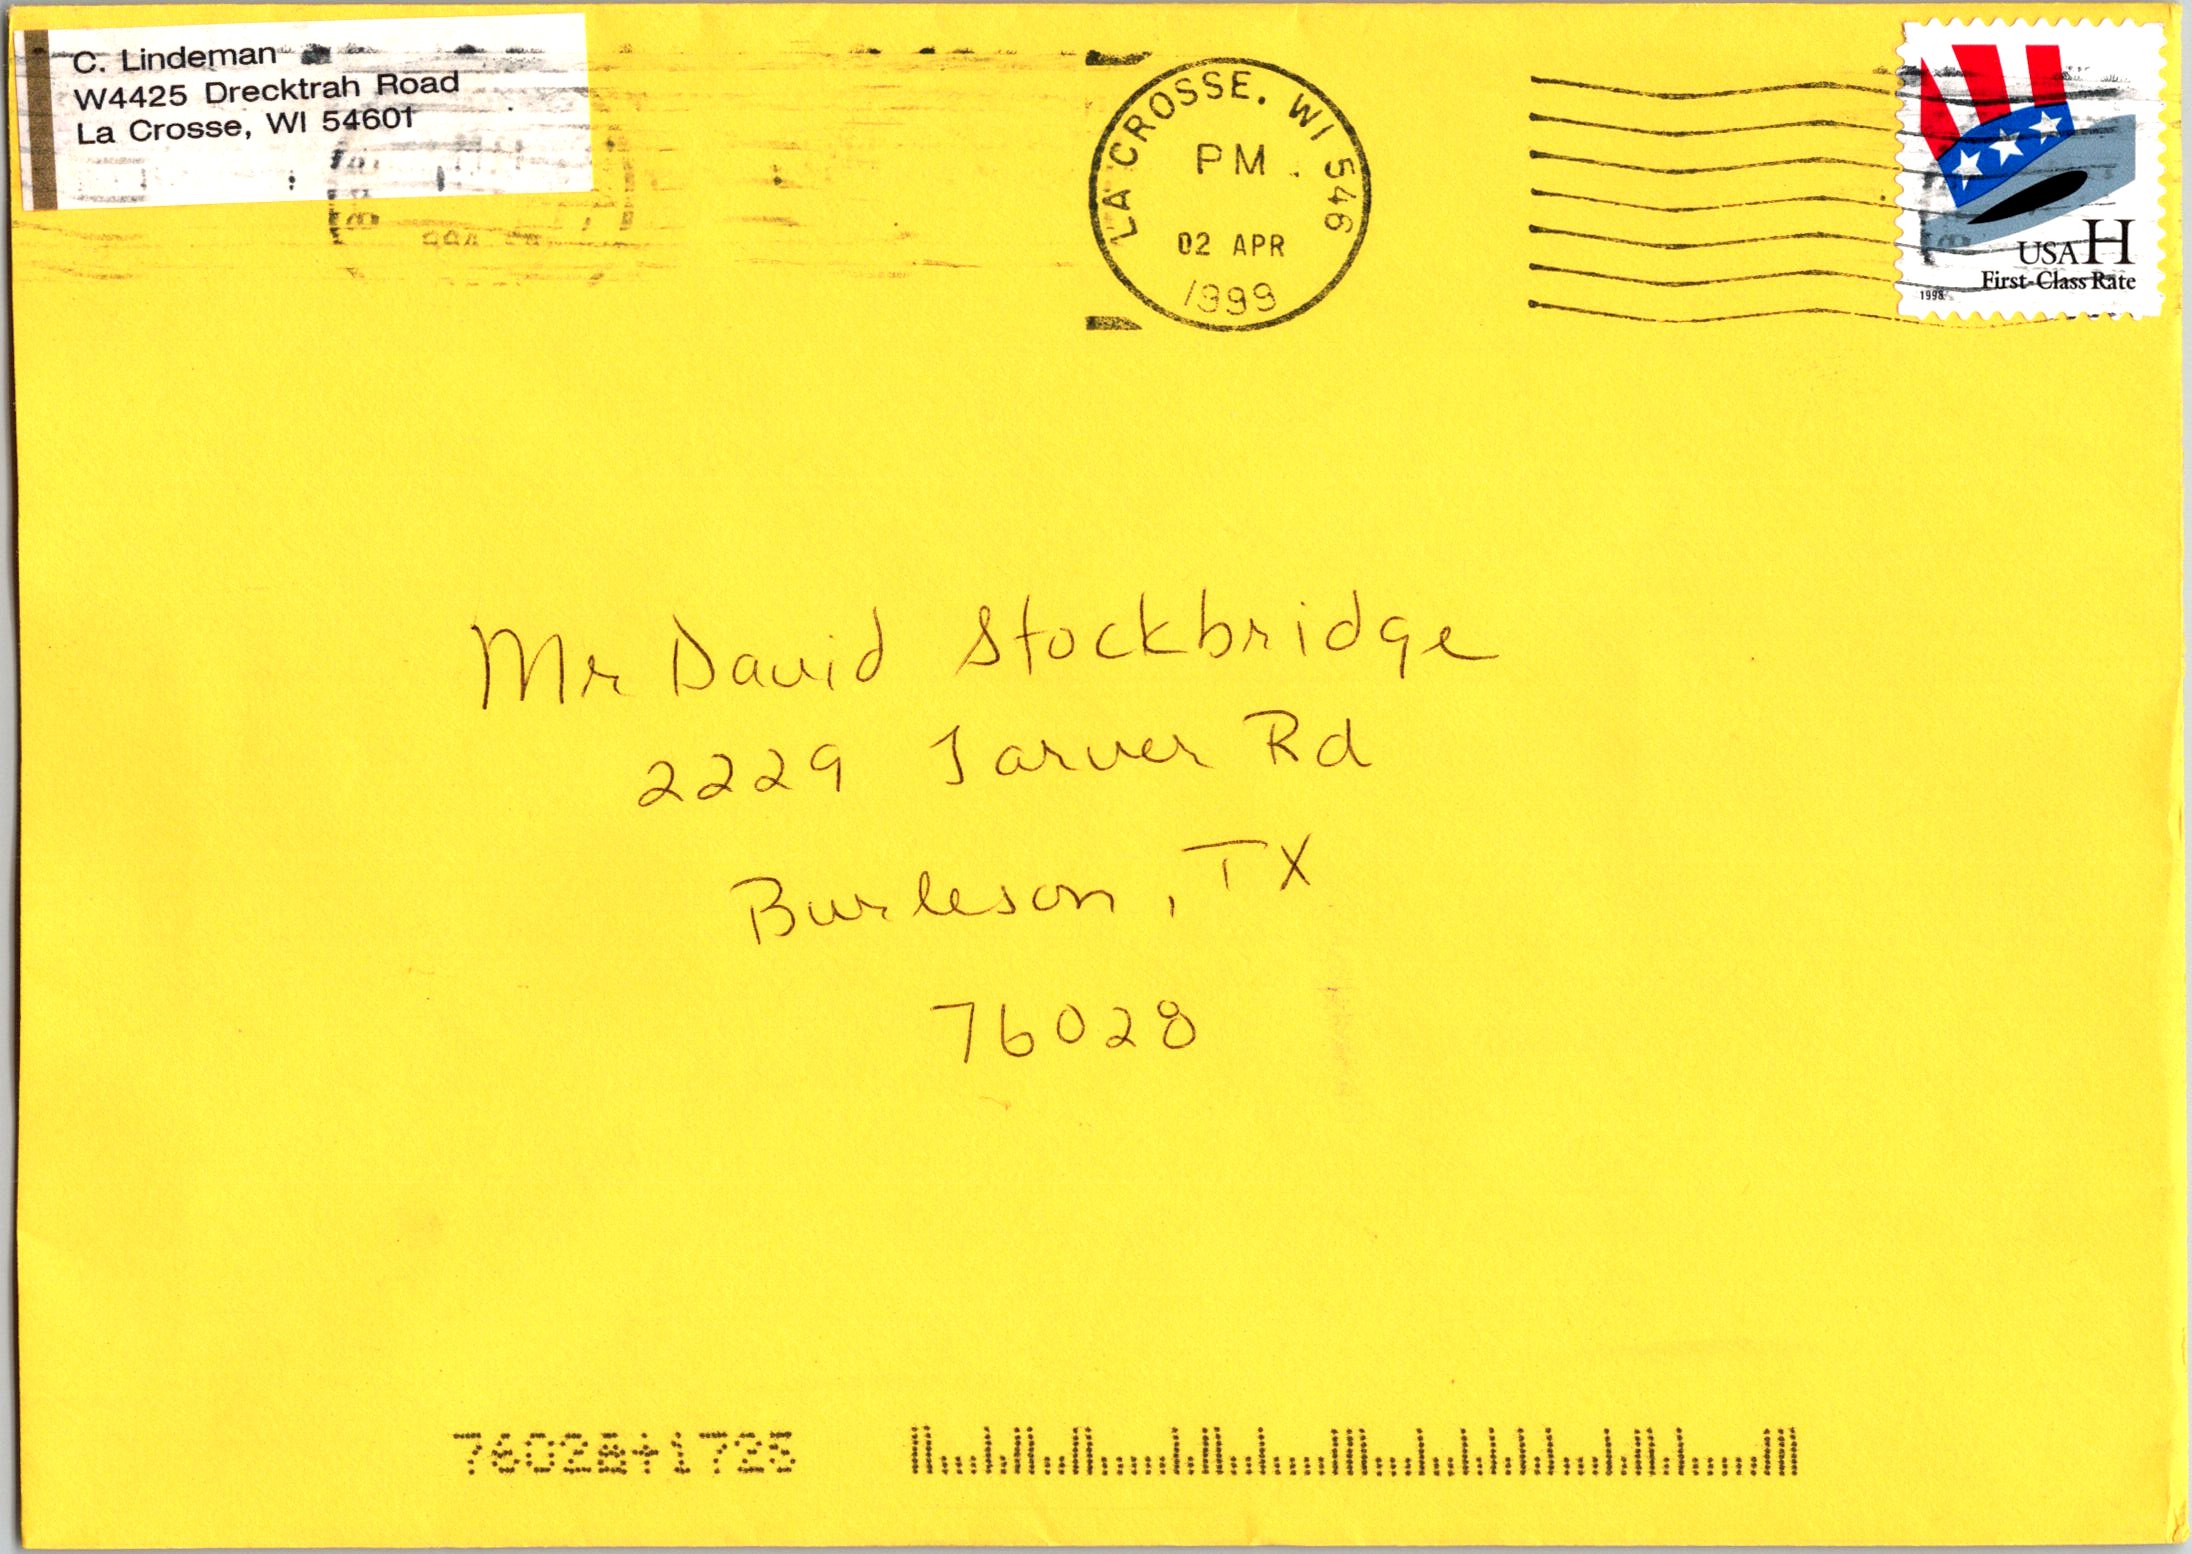 C. Lindeman
W4425 Drecktrah Road
La Crosse, WI 54601
LA CROSSE. WI 546
PM
02 APR
1999
USA H
First-Class Rate
1998
Mr David Stockbridge
2229 Tarver Rd
Burleson, TX
76028
76028+1725